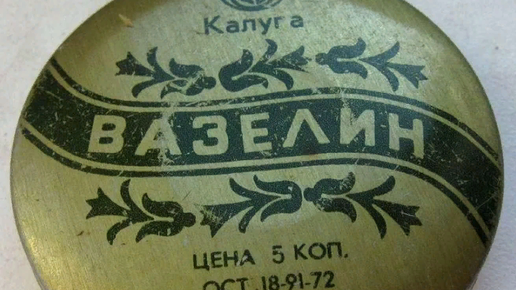 Калуга
ВАЗЕЛИН
ЦЕНА 5 КОП.
ОСТ 18-91-72